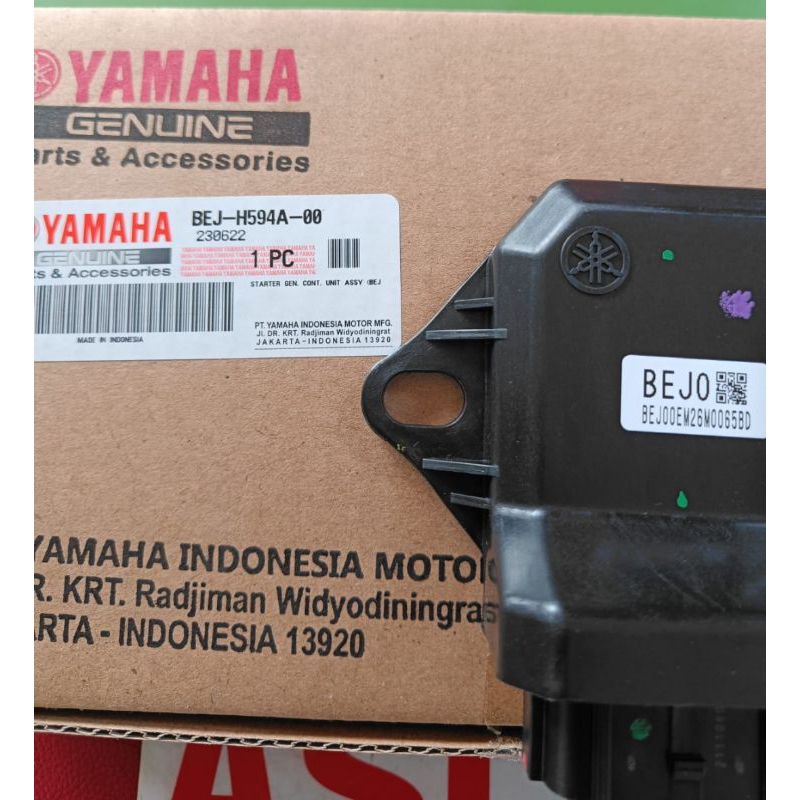 YAMAHA
GENUINE
arts & Accessories
YAMAHA
GENUINE
s & Accessories
BEJ-H594A-00
230622
1 PC
STARTER GEN. CONT. UNIT ASSY (BEJ
MADE IN INDONESIA
PT. YAMAHA INDONESIA MOTOR MFG.
Jl. DR. KRT. Radjiman Widyodiningrat
JAKARTA-INDONESIA 13920
BEJ0
BEJ00EM26M0065BD
YAMAHA INDONESIA MOTO
R. KRT. Radjiman Widyodiningras
ARTA - INDONESIA 13920
ASL